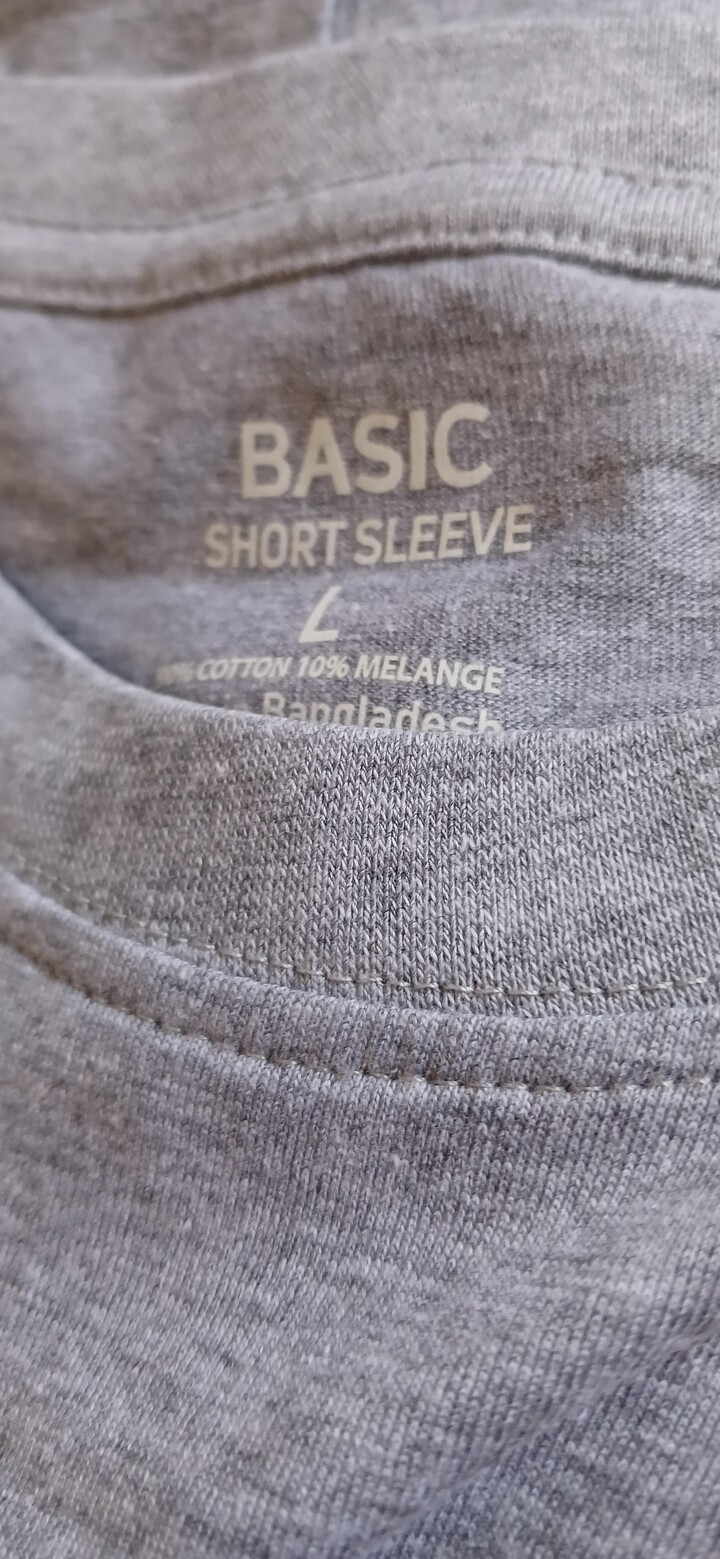 BASIC
SHORT SLEEVE
L
COTTON 10% MELANGE
Bangladesh